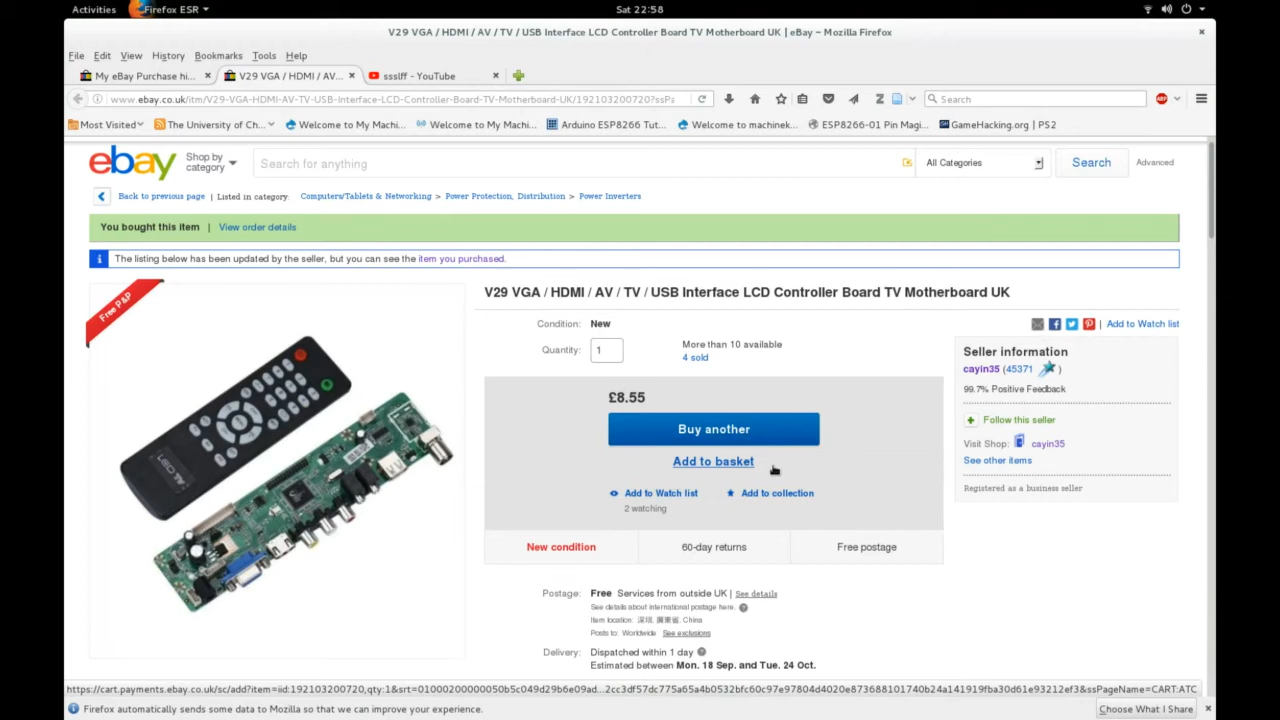 Activities Firefox ESR Sat 22:58
V29 VGA / HDMI / AV / TV / USB Interface LCD Controller Board TV Motherboard UK | eBay ~ Mozilla Firefox
File Edit View History Bookmarks Tools Help
My eBay Purchase hi... V29 VGA / HDMI / AV... ssslff - YouTube
www.ebay.co.uk/itm/V29-VGA-HDMI-AV-TV-USB-Interface-LCD-Controller-Board-TV-Motherboard-UK/192103200720?ssPa Search ABP
Most Visited The University of Ch... Welcome to My Machi... Welcome to My Machi... Arduino ESP8266 Tut... Welcome to machinek... ESP8266-01 Pin Magi... GameHacking.org | PS2
ebay Shop by category Search for anything All Categories Search Advanced
Back to previous page | Listed in category: Computers/Tablets & Networking > Power Protection, Distribution > Power Inverters
You bought this item | View order details
The listing below has been updated by the seller, but you can see the item you purchased.
Free P&P
V29 VGA / HDMI / AV / TV / USB Interface LCD Controller Board TV Motherboard UK
Condition: New
| Add to Watch list
Quantity: 1 More than 10 available
4 sold
Seller information
cayin35 (45371 )
99.7% Positive Feedback
£8.55
Buy another
Add to basket
Follow this seller
Visit Shop: cayin35
See other items
Registered as a business seller
Add to Watch list Add to collection
2 watching
New condition 60-day returns Free postage
Postage: Free Services from outside UK | See details
See details about international postage here.
Item location: 深圳, 廣東省, China
Posts to: Worldwide See exclusions
Delivery: Dispatched within 1 day
Estimated between Mon. 18 Sep. and Tue. 24 Oct.
Firefox automatically sends some data to Mozilla so that we can improve your experience. Choose What I Share